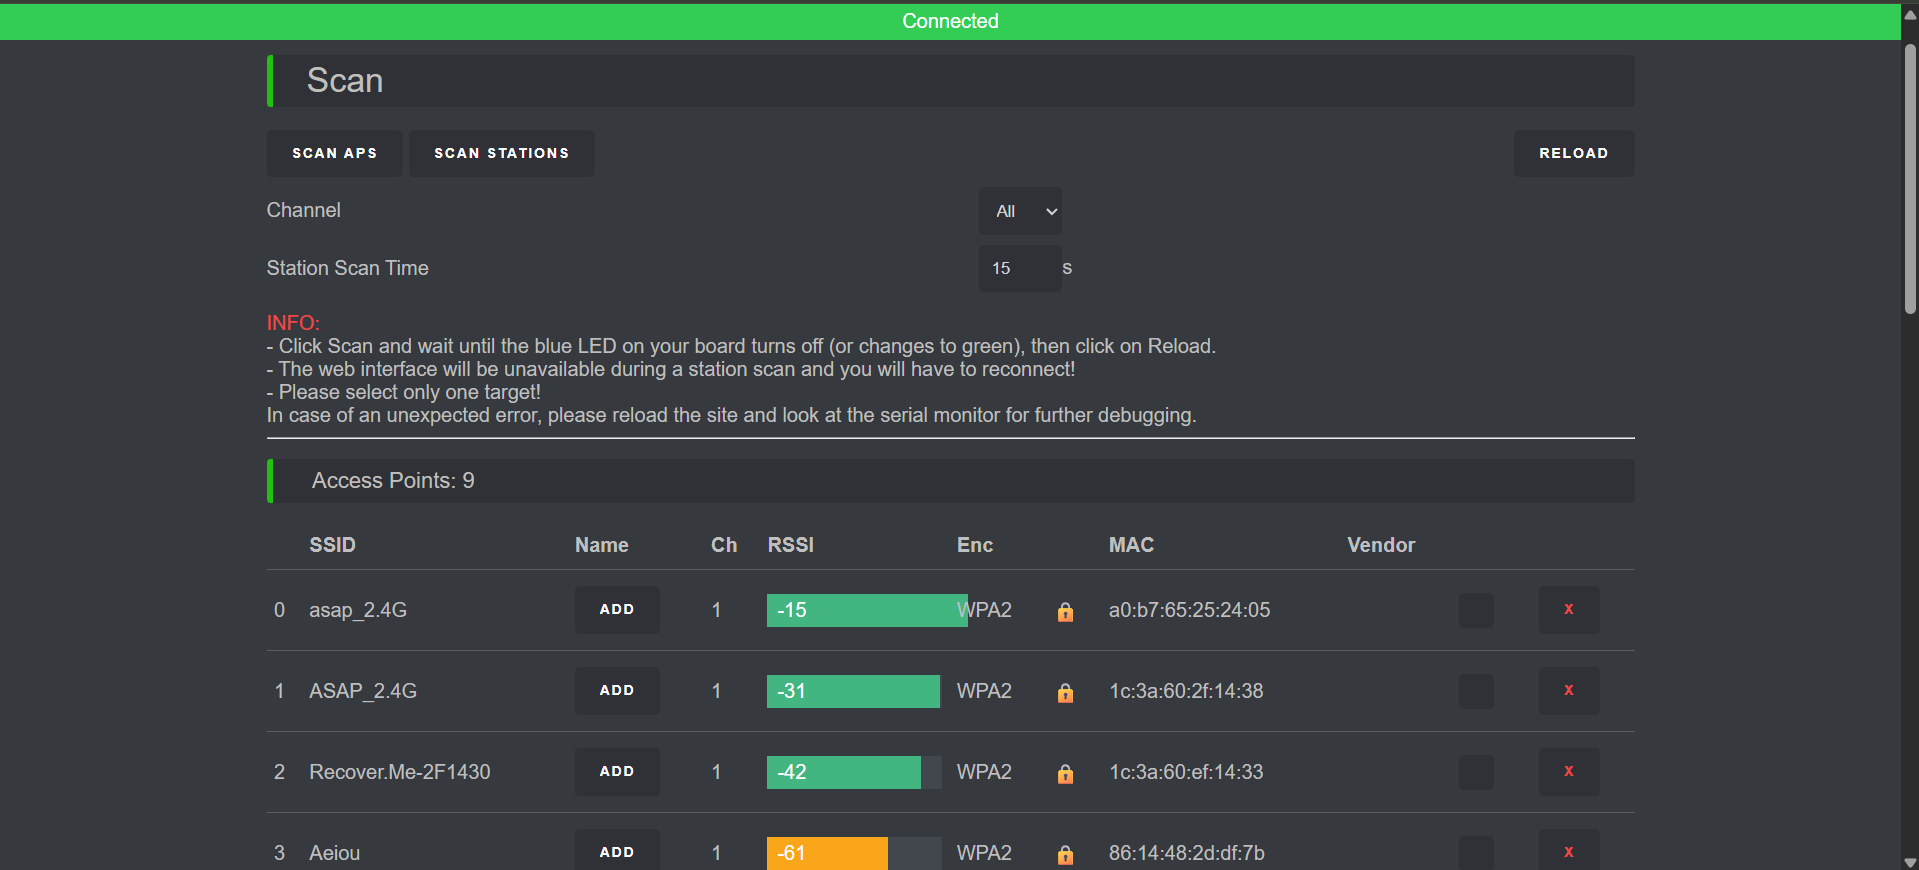 Connected
Scan
SCAN APS SCAN STATIONS RELOAD
Channel All
Station Scan Time 15 s
INFO:
- Click Scan and wait until the blue LED on your board turns off (or changes to green), then click on Reload.
- The web interface will be unavailable during a station scan and you will have to reconnect!
- Please select only one target!
In case of an unexpected error, please reload the site and look at the serial monitor for further debugging.
Access Points: 9
SSID Name Ch RSSI Enc MAC Vendor
0 asap_2.4G ADD 1 -15 WPA2 a0:b7:65:25:24:05 X
1 ASAP_2.4G ADD 1 -31 WPA2 1c:3a:60:2f:14:38 X
2 Recover.Me-2F1430 ADD 1 -42 WPA2 1c:3a:60:ef:14:33 X
3 Aeiou ADD 1 -61 WPA2 86:14:48:2d:df:7b X